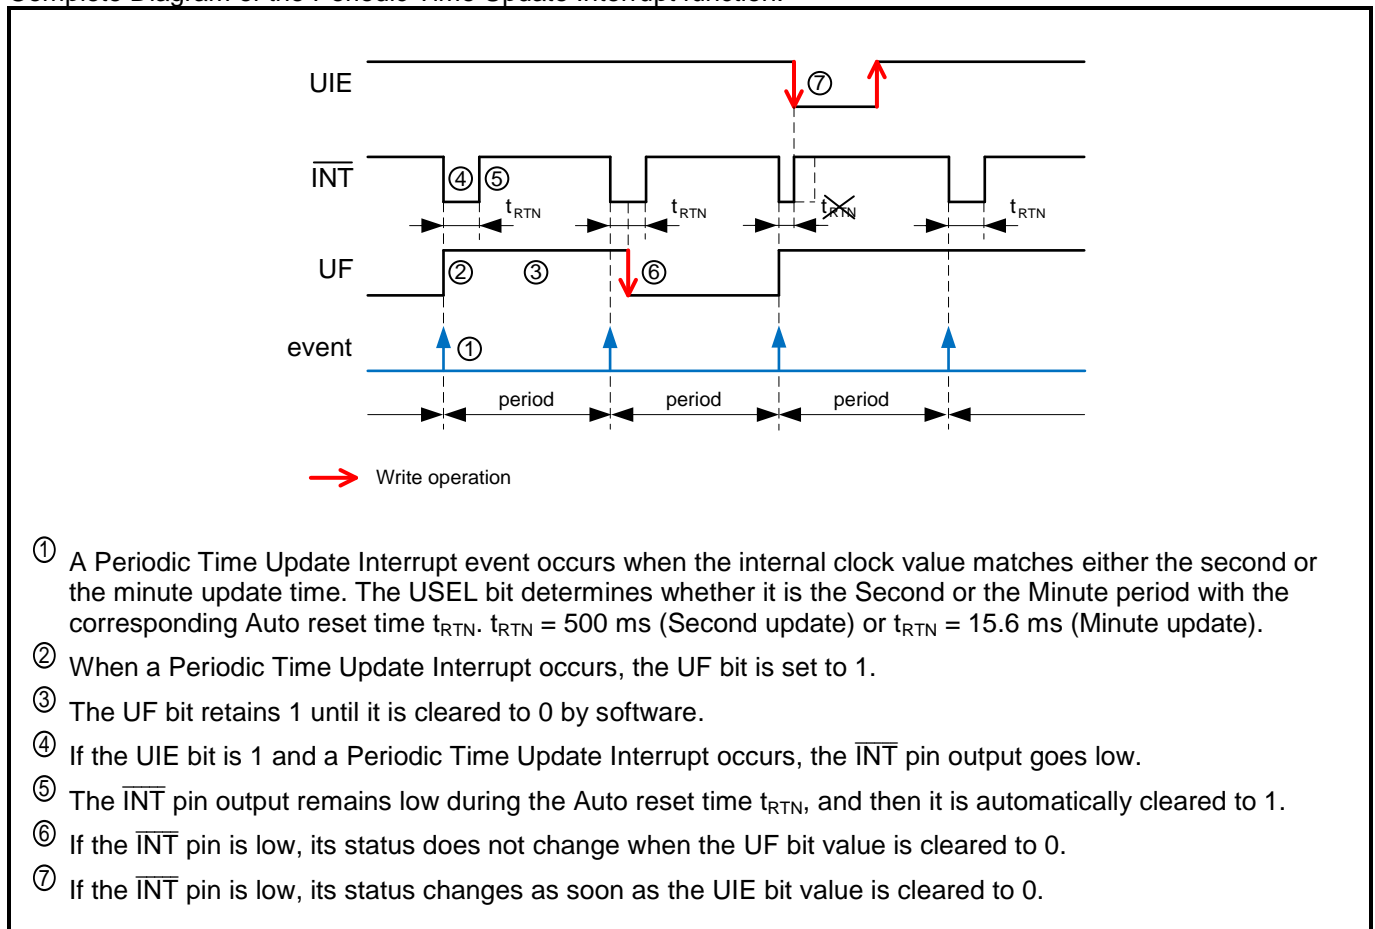 Complete Diagram of the Periodic Time Update Interrupt function:
UIE
⑦
INT
④ ⑤
tRTN tRTN tRTN tRTN
UF
② ③ ⑥
event
①
period period period
Write operation
① A Periodic Time Update Interrupt event occurs when the internal clock value matches either the second or
the minute update time. The USEL bit determines whether it is the Second or the Minute period with the
corresponding Auto reset time tRTN. tRTN = 500 ms (Second update) or tRTN = 15.6 ms (Minute update).
② When a Periodic Time Update Interrupt occurs, the UF bit is set to 1.
③ The UF bit retains 1 until it is cleared to 0 by software.
④ If the UIE bit is 1 and a Periodic Time Update Interrupt occurs, the INT pin output goes low.
⑤ The INT pin output remains low during the Auto reset time tRTN, and then it is automatically cleared to 1.
⑥ If the INT pin is low, its status does not change when the UF bit value is cleared to 0.
⑦ If the INT pin is low, its status changes as soon as the UIE bit value is cleared to 0.